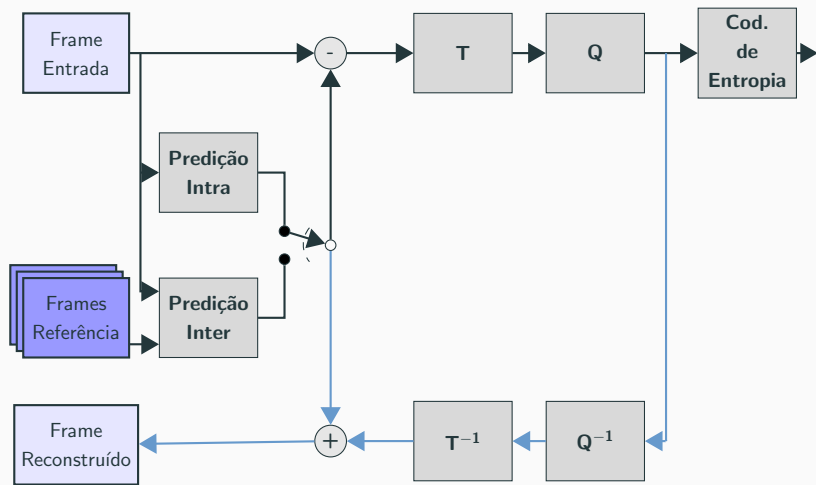 Frame
Entrada
-
T
Q
Cod.
de
Entropia
Predição
Intra
Frames
Referência
Predição
Inter
Frame
Reconstruído
+
T⁻¹
Q⁻¹